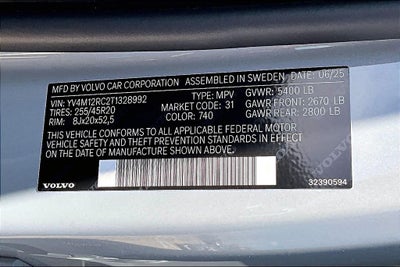 MFD BY VOLVO CAR CORPORATION ASSEMBLED IN SWEDEN 06/25
VIN: YV4M12RC2T1328992 TYPE: MPV GVWR: 5400 LB
TIRES: 255/45R20 MARKET CODE: 31 GAWR FRONT: 2670 LB
RIM: 8Jx20x52,5 COLOR: 740 GAWR REAR: 2800 LB
THIS VEHICLE CONFORMS TO ALL APPLICABLE FEDERAL MOTOR
VEHICLE SAFETY AND THEFT PREVENTION STANDARDS IN EFFECT
ON THE DATE OF MANUFACTURE SHOWN ABOVE.
VOLVO 32390594
VOLVO